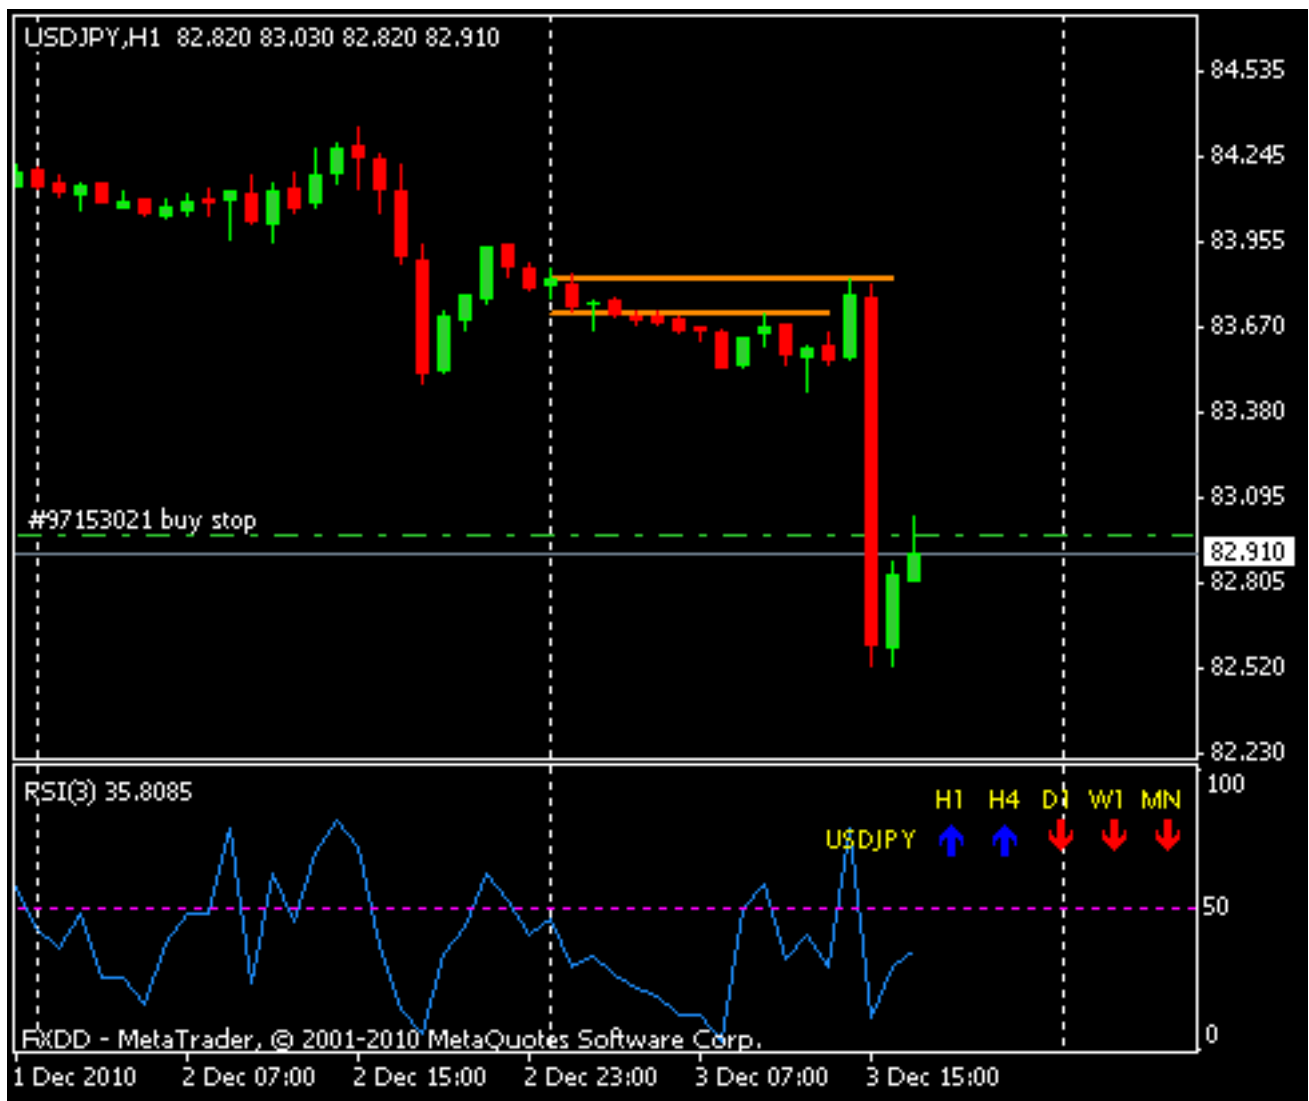 USDJPY,H1 82.820 83.030 82.820 82.910
84.535
84.245
83.955
83.670
83.380
83.095
#97153021 buy stop
82.910
82.805
82.520
82.230
RSI(3) 35.8085
100
H1 H4 D1 W1 MN
USDJPY
50
FXDD - MetaTrader, © 2001-2010 MetaQuotes Software Corp.
0
1 Dec 2010 2 Dec 07:00 2 Dec 15:00 2 Dec 23:00 3 Dec 07:00 3 Dec 15:00